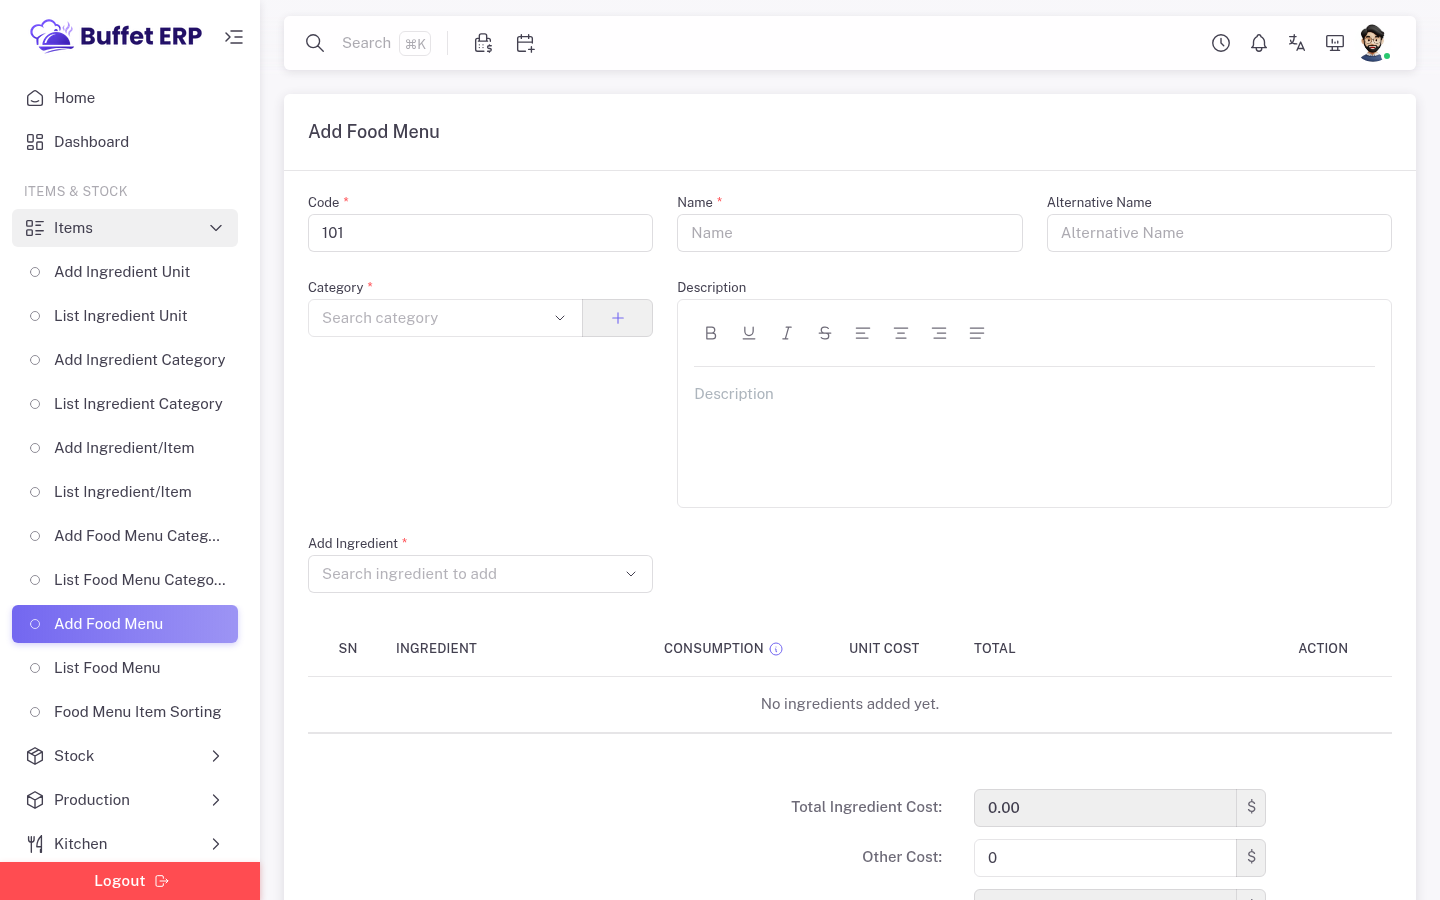 Buffet ERP
Search ⌘K
Home
Dashboard
ITEMS & STOCK
Items
Add Ingredient Unit
List Ingredient Unit
Add Ingredient Category
List Ingredient Category
Add Ingredient/Item
List Ingredient/Item
Add Food Menu Categ...
List Food Menu Catego...
Add Food Menu
List Food Menu
Food Menu Item Sorting
Stock
Production
Kitchen
Logout
Add Food Menu
Code *
101
Name *
Name
Alternative Name
Alternative Name
Category *
Search category
Description
Description
Add Ingredient *
Search ingredient to add
SN INGREDIENT CONSUMPTION UNIT COST TOTAL ACTION
No ingredients added yet.
Total Ingredient Cost: 0.00 $
Other Cost: 0 $